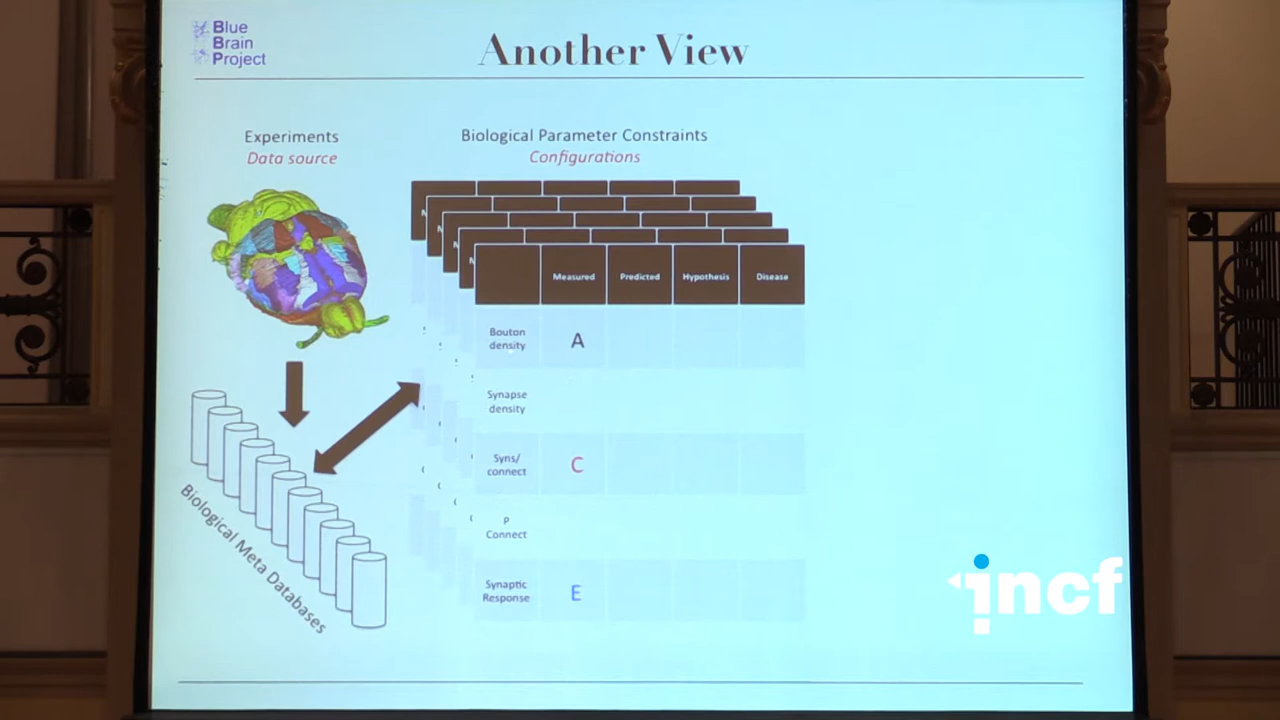 Blue
Brain
Project
Another View
Experiments
Data source
Biological Parameter Constraints
Configurations
Measured
Predicted
Hypothesis
Disease
Bouton
density
A
Synapse
density
Syns/
connect
C
P
Connect
Synaptic
Response
E
Biological Meta Databases
incf